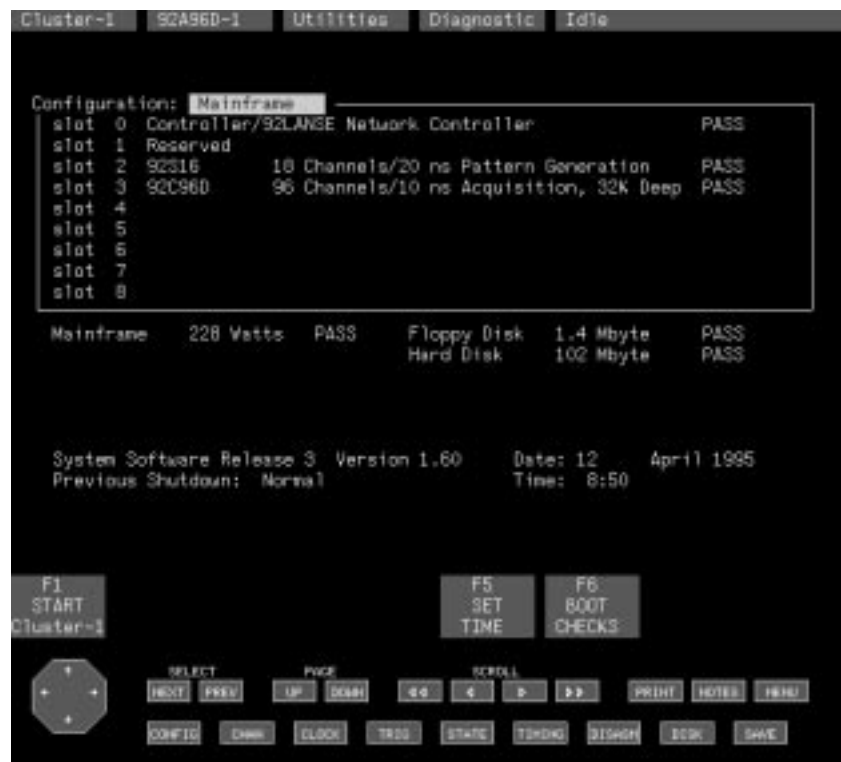 Cluster-1 92A96D-1 Utilities Diagnostic Idle
Configuration: Mainframe
slot 0 Controller/92LANSE Network Controller PASS
slot 1 Reserved
slot 2 92S16 18 Channels/20 ns Pattern Generation PASS
slot 3 92C96D 96 Channels/10 ns Acquisition, 32K Deep PASS
slot 4
slot 5
slot 6
slot 7
slot 8
Mainframe 228 Watts PASS Floppy Disk 1.4 Mbyte PASS
Hard Disk 102 Mbyte PASS
System Software Release 3 Version 1.60 Date: 12 April 1995
Previous Shutdown: Normal Time: 8:50
F1 F5 F6
START SET BOOT
Cluster-1 TIME CHECKS
SELECT PAGE SCROLL
NEXT PREV UP DOWN PRINT NOTES MENU
CONFIG CHAN CLOCK TRIG STATE TIMING DISASM DISK SAVE